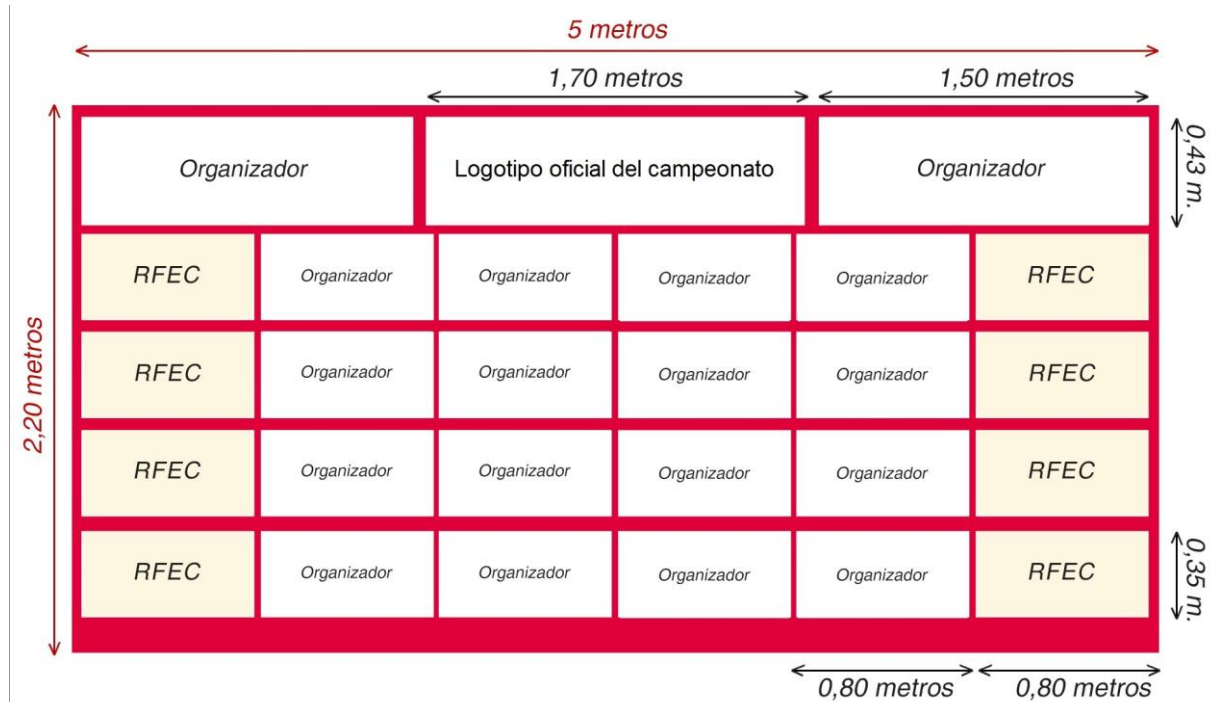 5 metros
1,70 metros
1,50 metros
Organizador
Logotipo oficial del campeonato
Organizador
0,43 m.
2,20 metros
RFEC
Organizador
Organizador
Organizador
Organizador
RFEC
RFEC
Organizador
Organizador
Organizador
Organizador
RFEC
RFEC
Organizador
Organizador
Organizador
Organizador
RFEC
RFEC
Organizador
Organizador
Organizador
Organizador
RFEC
0,35 m.
0,80 metros
0,80 metros